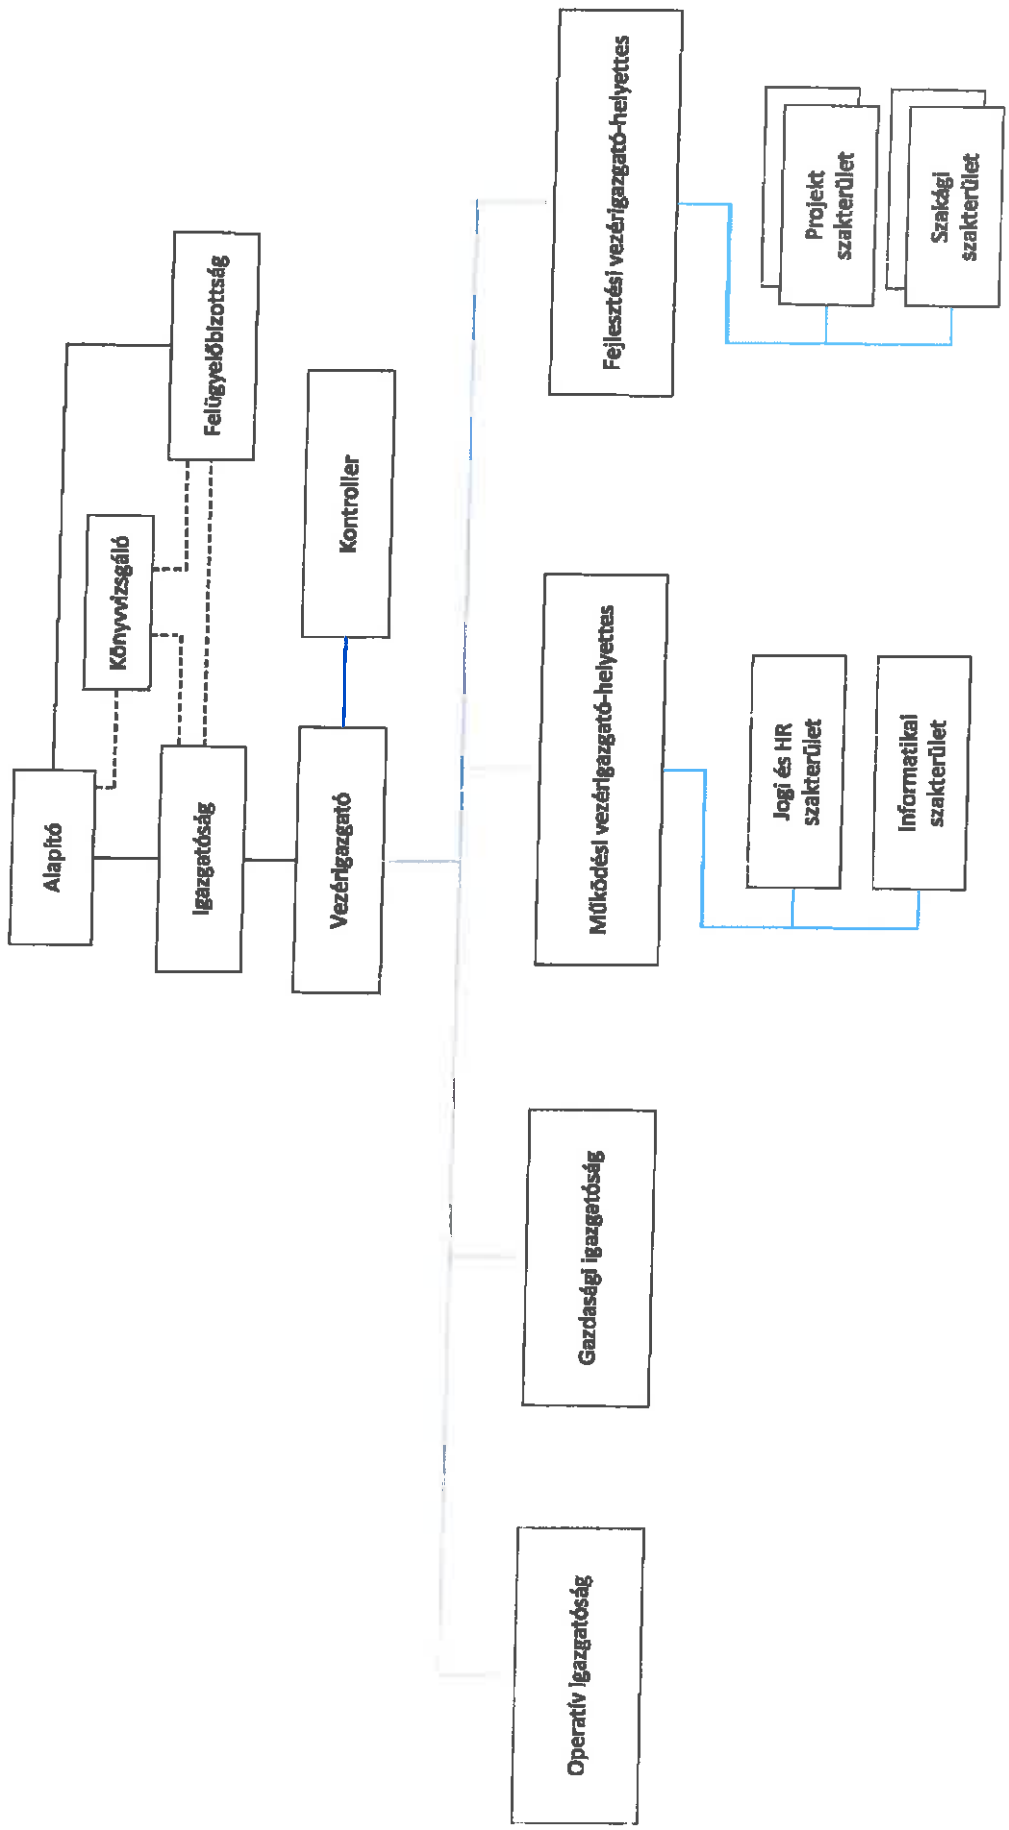 Alapító
Könyvvizsgáló
Igazgatóság
Felügyelőbizottság
Vezérigazgató
Kontroller
Operatív igazgatóság
Gazdasági igazgatóság
Működési vezérigazgató-helyettes
Fejlesztési vezérigazgató-helyettes
Jogi és HR
szakterület
Informatikai
szakterület
Projekt
szakterület
Szakági
szakterület